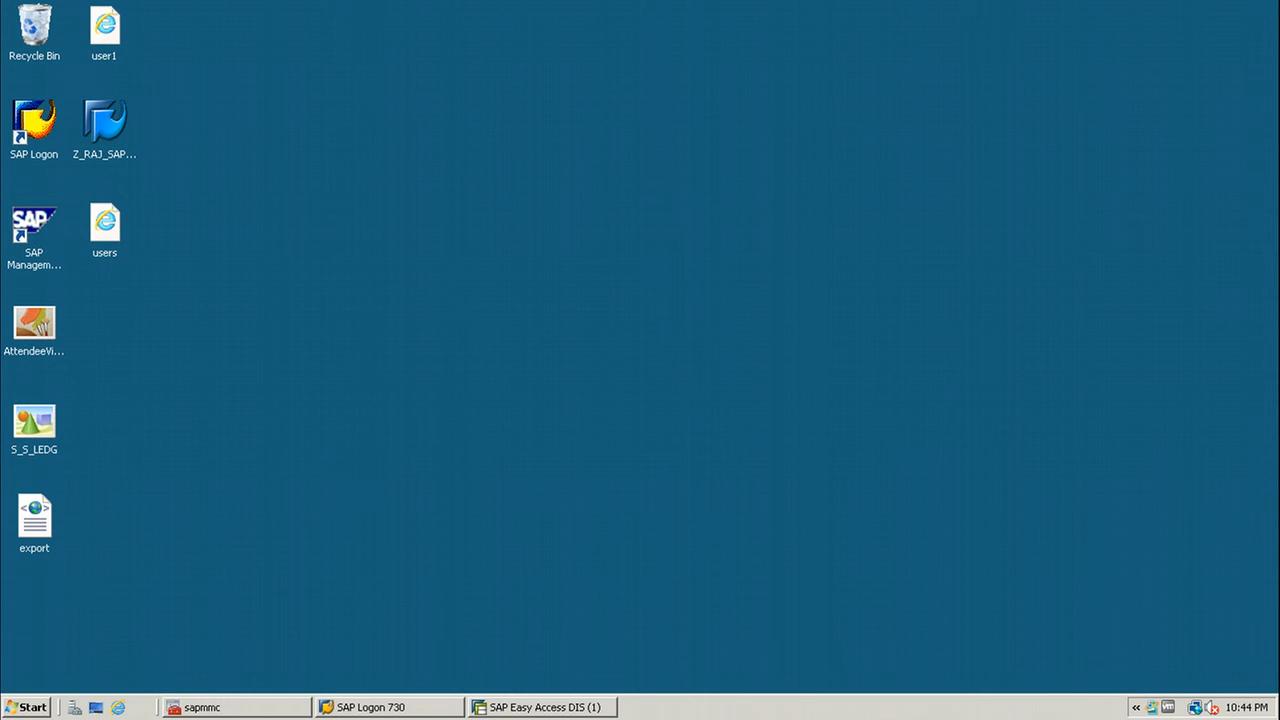 Recycle Bin
user1
SAP Logon
Z_RAJ_SAP...
SAP
SAP
Managem...
users
AttendeeVi...
S_S_LEDG
export
Start
sapmmc
SAP Logon 730
SAP Easy Access DIS (1)
«
vm
10:44 PM